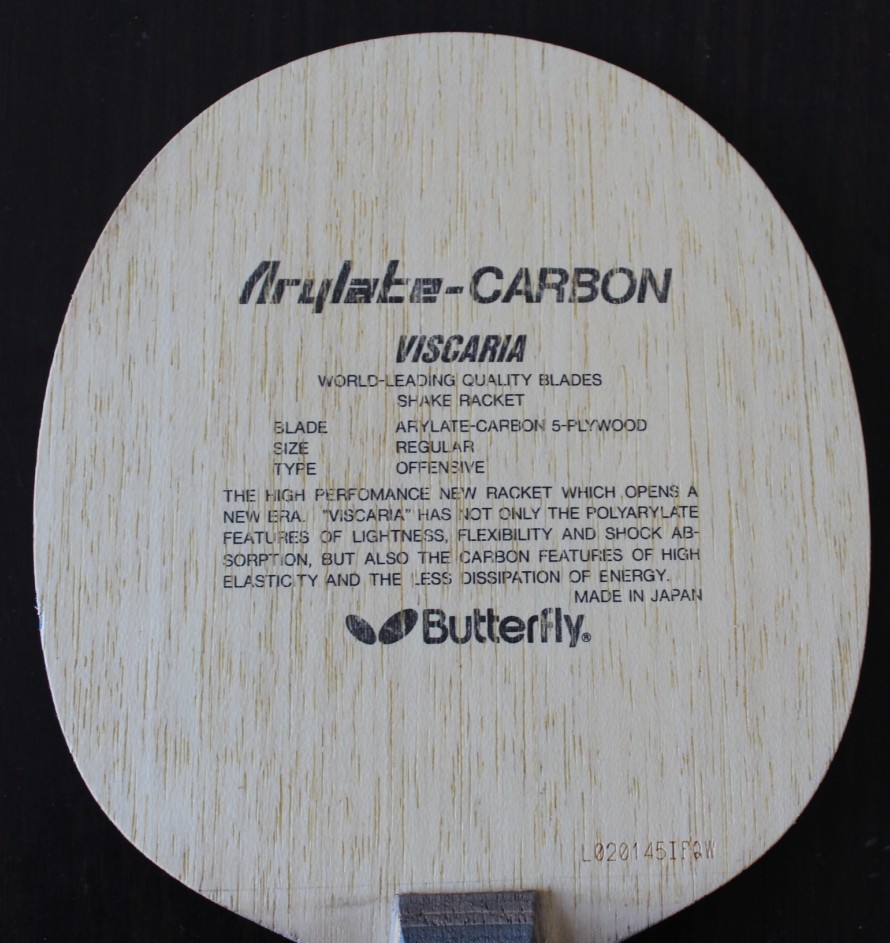 Arylate-CARBON
VISCARIA
WORLD-LEADING QUALITY BLADES
SHAKE RACKET
BLADE ARYLATE-CARBON 5-PLYWOOD
SIZE REGULAR
TYPE OFFENSIVE
THE HIGH PERFOMANCE NEW RACKET WHICH OPENS A
NEW ERA. "VISCARIA" HAS NOT ONLY THE POLYARYLATE
FEATURES OF LIGHTNESS, FLEXIBILITY AND SHOCK AB-
SORPTION, BUT ALSO THE CARBON FEATURES OF HIGH
ELASTICITY AND THE LESS DISSIPATION OF ENERGY.
MADE IN JAPAN
Butterfly®